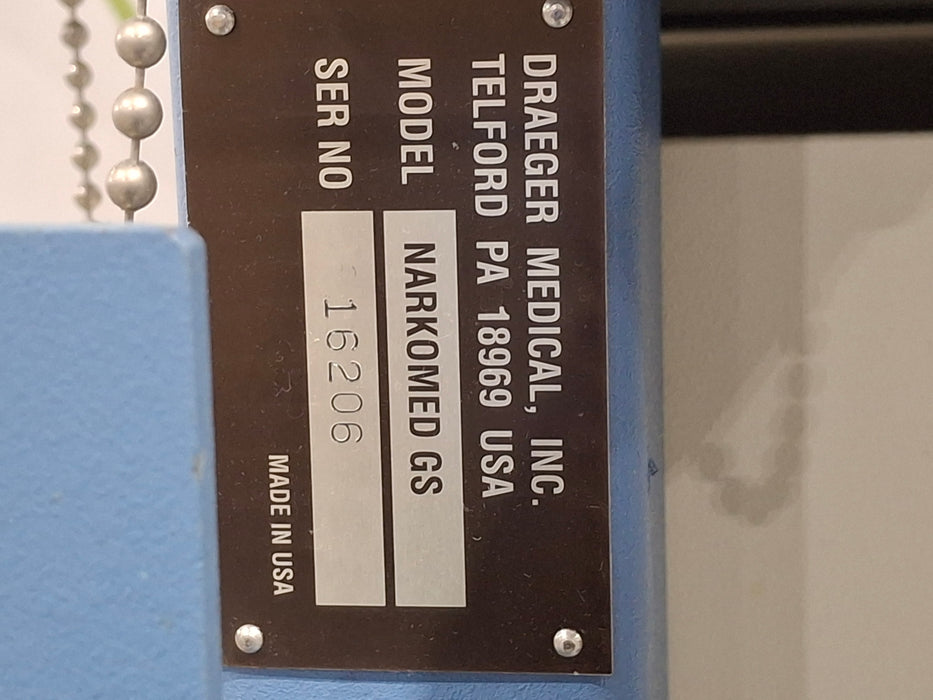 DRAEGER MEDICAL, INC.
TELFORD PA 18969 USA
MODEL NARKOMED GS
SER NO 16206
MADE IN USA